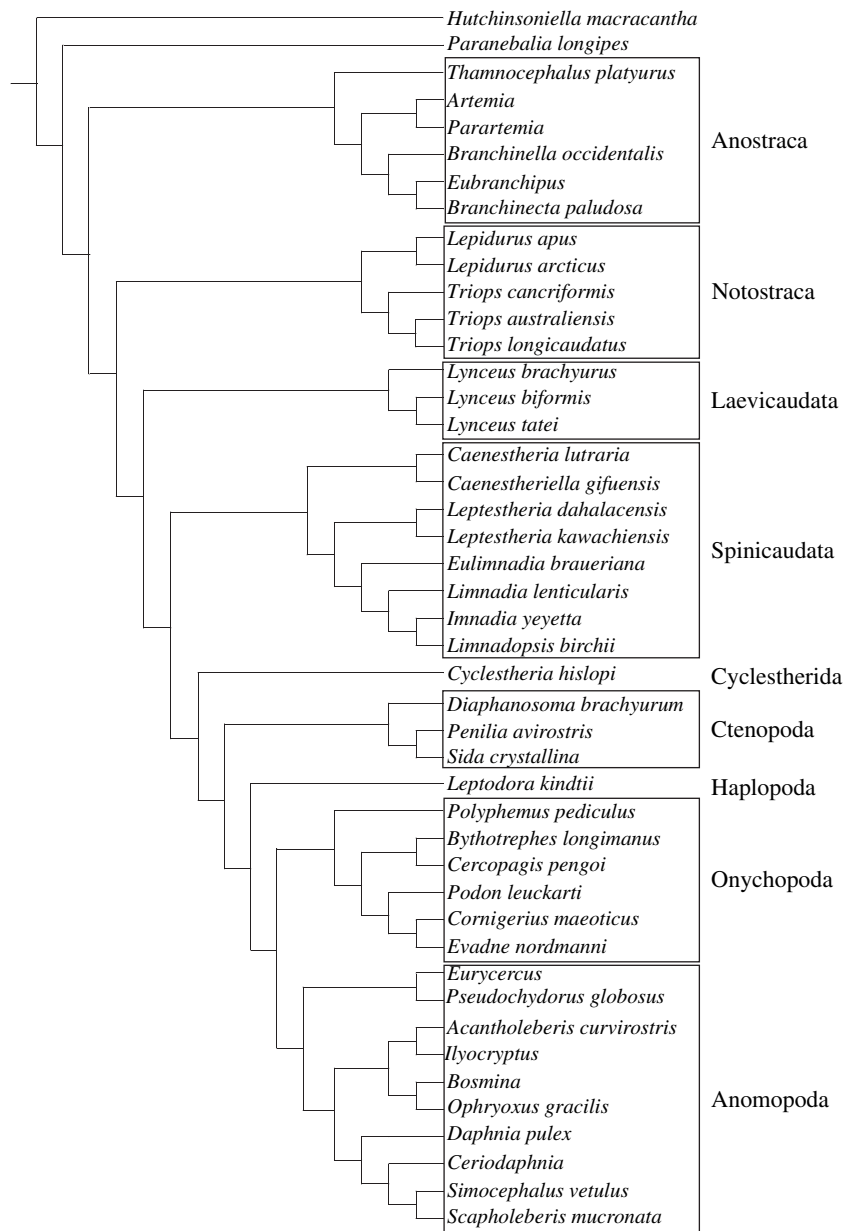 Hutchinsoniella macracantha
Paranebalia longipes
Thamnocephalus platyurus
Artemia
Parartemia
Branchinella occidentalis
Eubranchipus
Branchinecta paludosa
Anostraca
Lepidurus apus
Lepidurus arcticus
Triops cancriformis
Triops australiensis
Triops longicaudatus
Notostraca
Lynceus brachyurus
Lynceus biformis
Lynceus tatei
Laevicaudata
Caenestheria lutraria
Caenestheriella gifuensis
Leptestheria dahalacensis
Leptestheria kawachiensis
Eulimnadia braueriana
Limnadia lenticularis
Imnadia yeyetta
Limnadopsis birchii
Spinicaudata
Cyclestheria hislopi
Cyclestherida
Diaphanosoma brachyurum
Penilia avirostris
Sida crystallina
Ctenopoda
Leptodora kindtii
Haplopoda
Polyphemus pediculus
Bythotrephes longimanus
Cercopagis pengoi
Podon leuckarti
Cornigerius maeoticus
Evadne nordmanni
Onychopoda
Eurycercus
Pseudochydorus globosus
Acantholeberis curvirostris
Ilyocryptus
Bosmina
Ophryoxus gracilis
Daphnia pulex
Ceriodaphnia
Simocephalus vetulus
Scapholeberis mucronata
Anomopoda